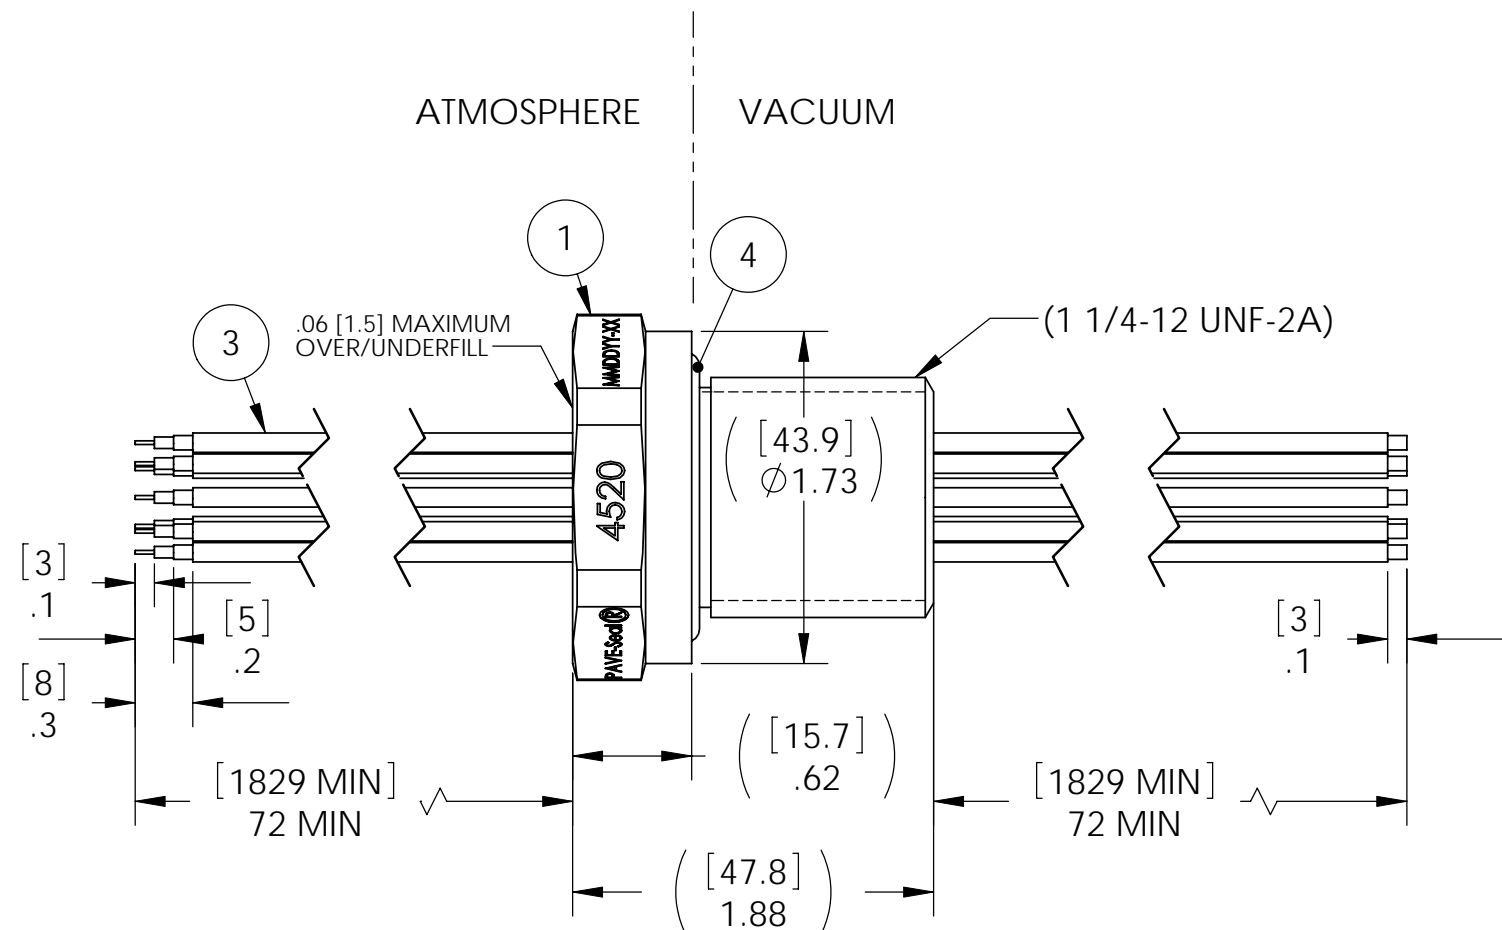 ATMOSPHERE
VACUUM
1
4
3
.06 [1.5] MAXIMUM
OVER/UNDERFILL
(1 1/4-12 UNF-2A)
MMDDYY-XX
4520
PAVE-Seal®
([43.9]
∅1.73)
[3]
.1
[5]
.2
[8]
.3
[3]
.1
([15.7]
.62)
[1829 MIN]
72 MIN
[1829 MIN]
72 MIN
([47.8]
1.88)